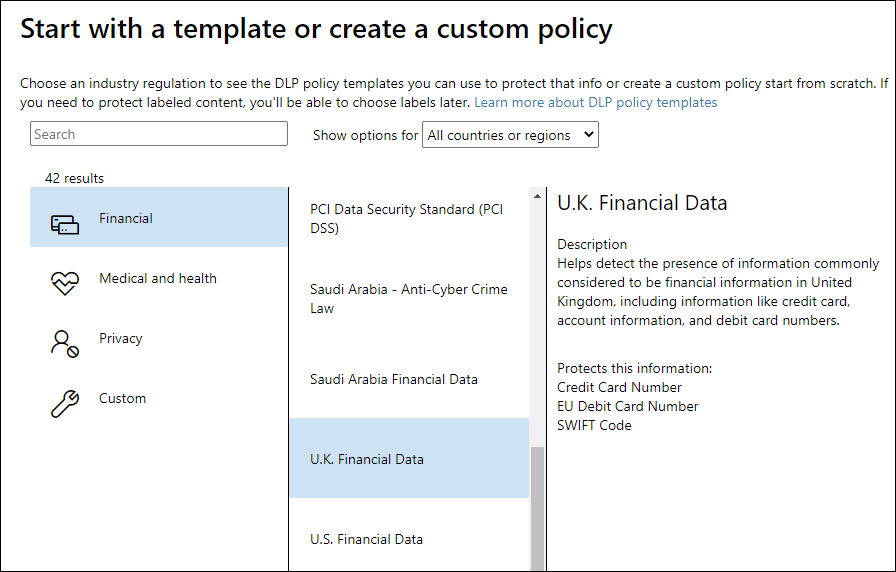 Start with a template or create a custom policy
Choose an industry regulation to see the DLP policy templates you can use to protect that info or create a custom policy start from scratch. If
you need to protect labeled content, you'll be able to choose labels later. Learn more about DLP policy templates
Search
Show options for All countries or regions
42 results
Financial
Medical and health
Privacy
Custom
PCI Data Security Standard (PCI
DSS)
Saudi Arabia - Anti-Cyber Crime
Law
Saudi Arabia Financial Data
U.K. Financial Data
U.S. Financial Data
U.K. Financial Data
Description
Helps detect the presence of information commonly
considered to be financial information in United
Kingdom, including information like credit card,
account information, and debit card numbers.
Protects this information:
Credit Card Number
EU Debit Card Number
SWIFT Code